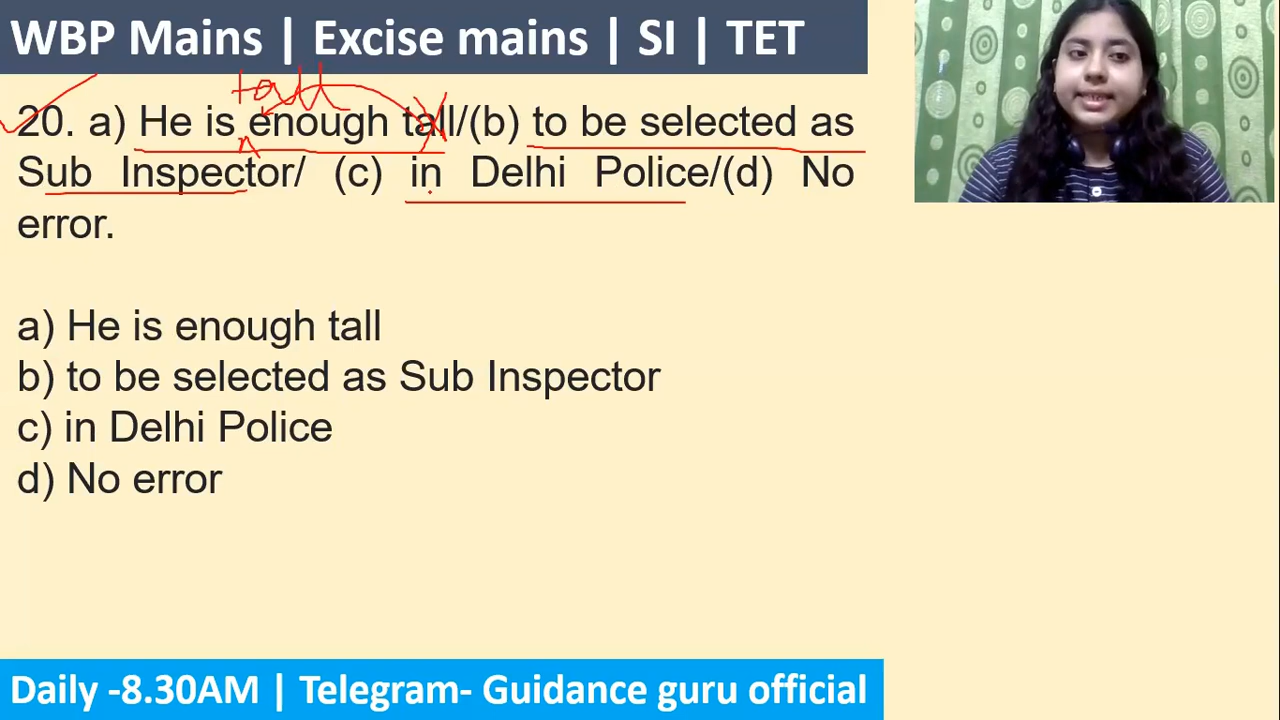 WBP Mains | Excise mains | SI | TET
tall
20. a) He is enough tall/(b) to be selected as
Sub Inspector/ (c) in Delhi Police/(d) No
error.
a) He is enough tall
b) to be selected as Sub Inspector
c) in Delhi Police
d) No error
Daily -8.30AM | Telegram- Guidance guru official